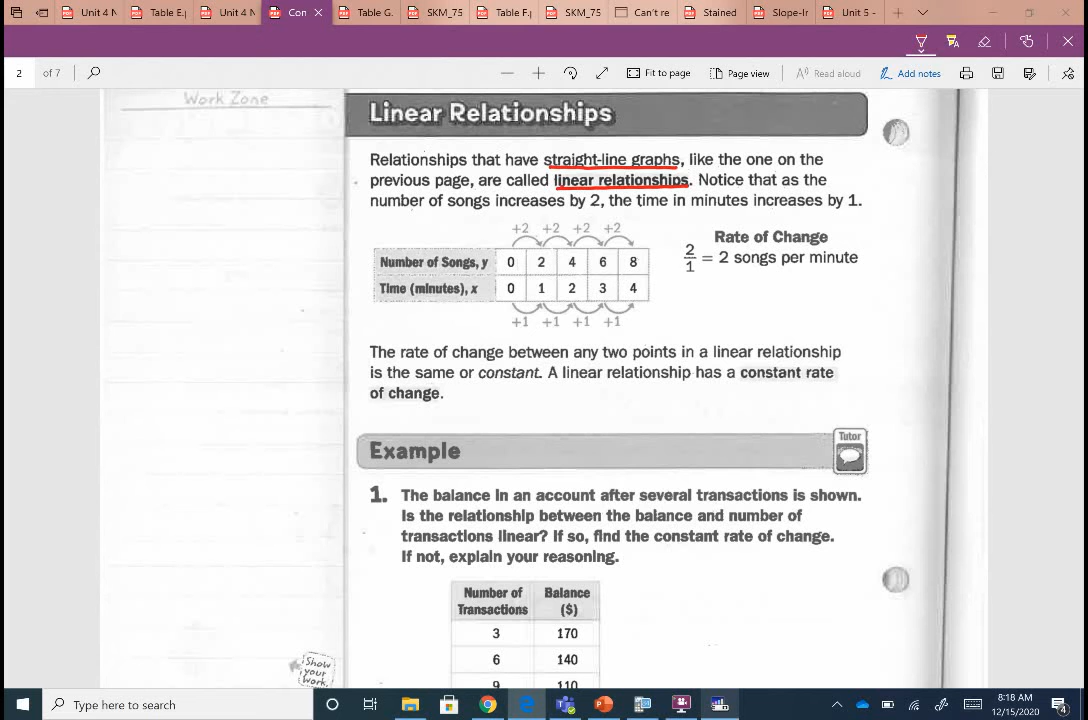 Unit 4 N
Table E.
Unit 4 N
Con
Table G.
SKM_75
Table F.
SKM_75
Can't re
Stained
Slope-Ir
Unit 5 -
2 of 7
Fit to page
Page view
Read aloud
Add notes
Work Zone
Linear Relationships
Relationships that have straight-line graphs, like the one on the
previous page, are called linear relationships. Notice that as the
number of songs increases by 2, the time in minutes increases by 1.
+2 +2 +2 +2
Number of Songs, y 0 2 4 6 8
Time (minutes), x 0 1 2 3 4
+1 +1 +1 +1
Rate of Change
2/1 = 2 songs per minute
The rate of change between any two points in a linear relationship
is the same or constant. A linear relationship has a constant rate
of change.
Example
Tutor
1. The balance in an account after several transactions is shown.
Is the relationship between the balance and number of
transactions linear? If so, find the constant rate of change.
If not, explain your reasoning.
Number of Balance
Transactions ($)
3 170
6 140
9 110
Show
your
work.
Type here to search
8:18 AM
12/15/2020
4